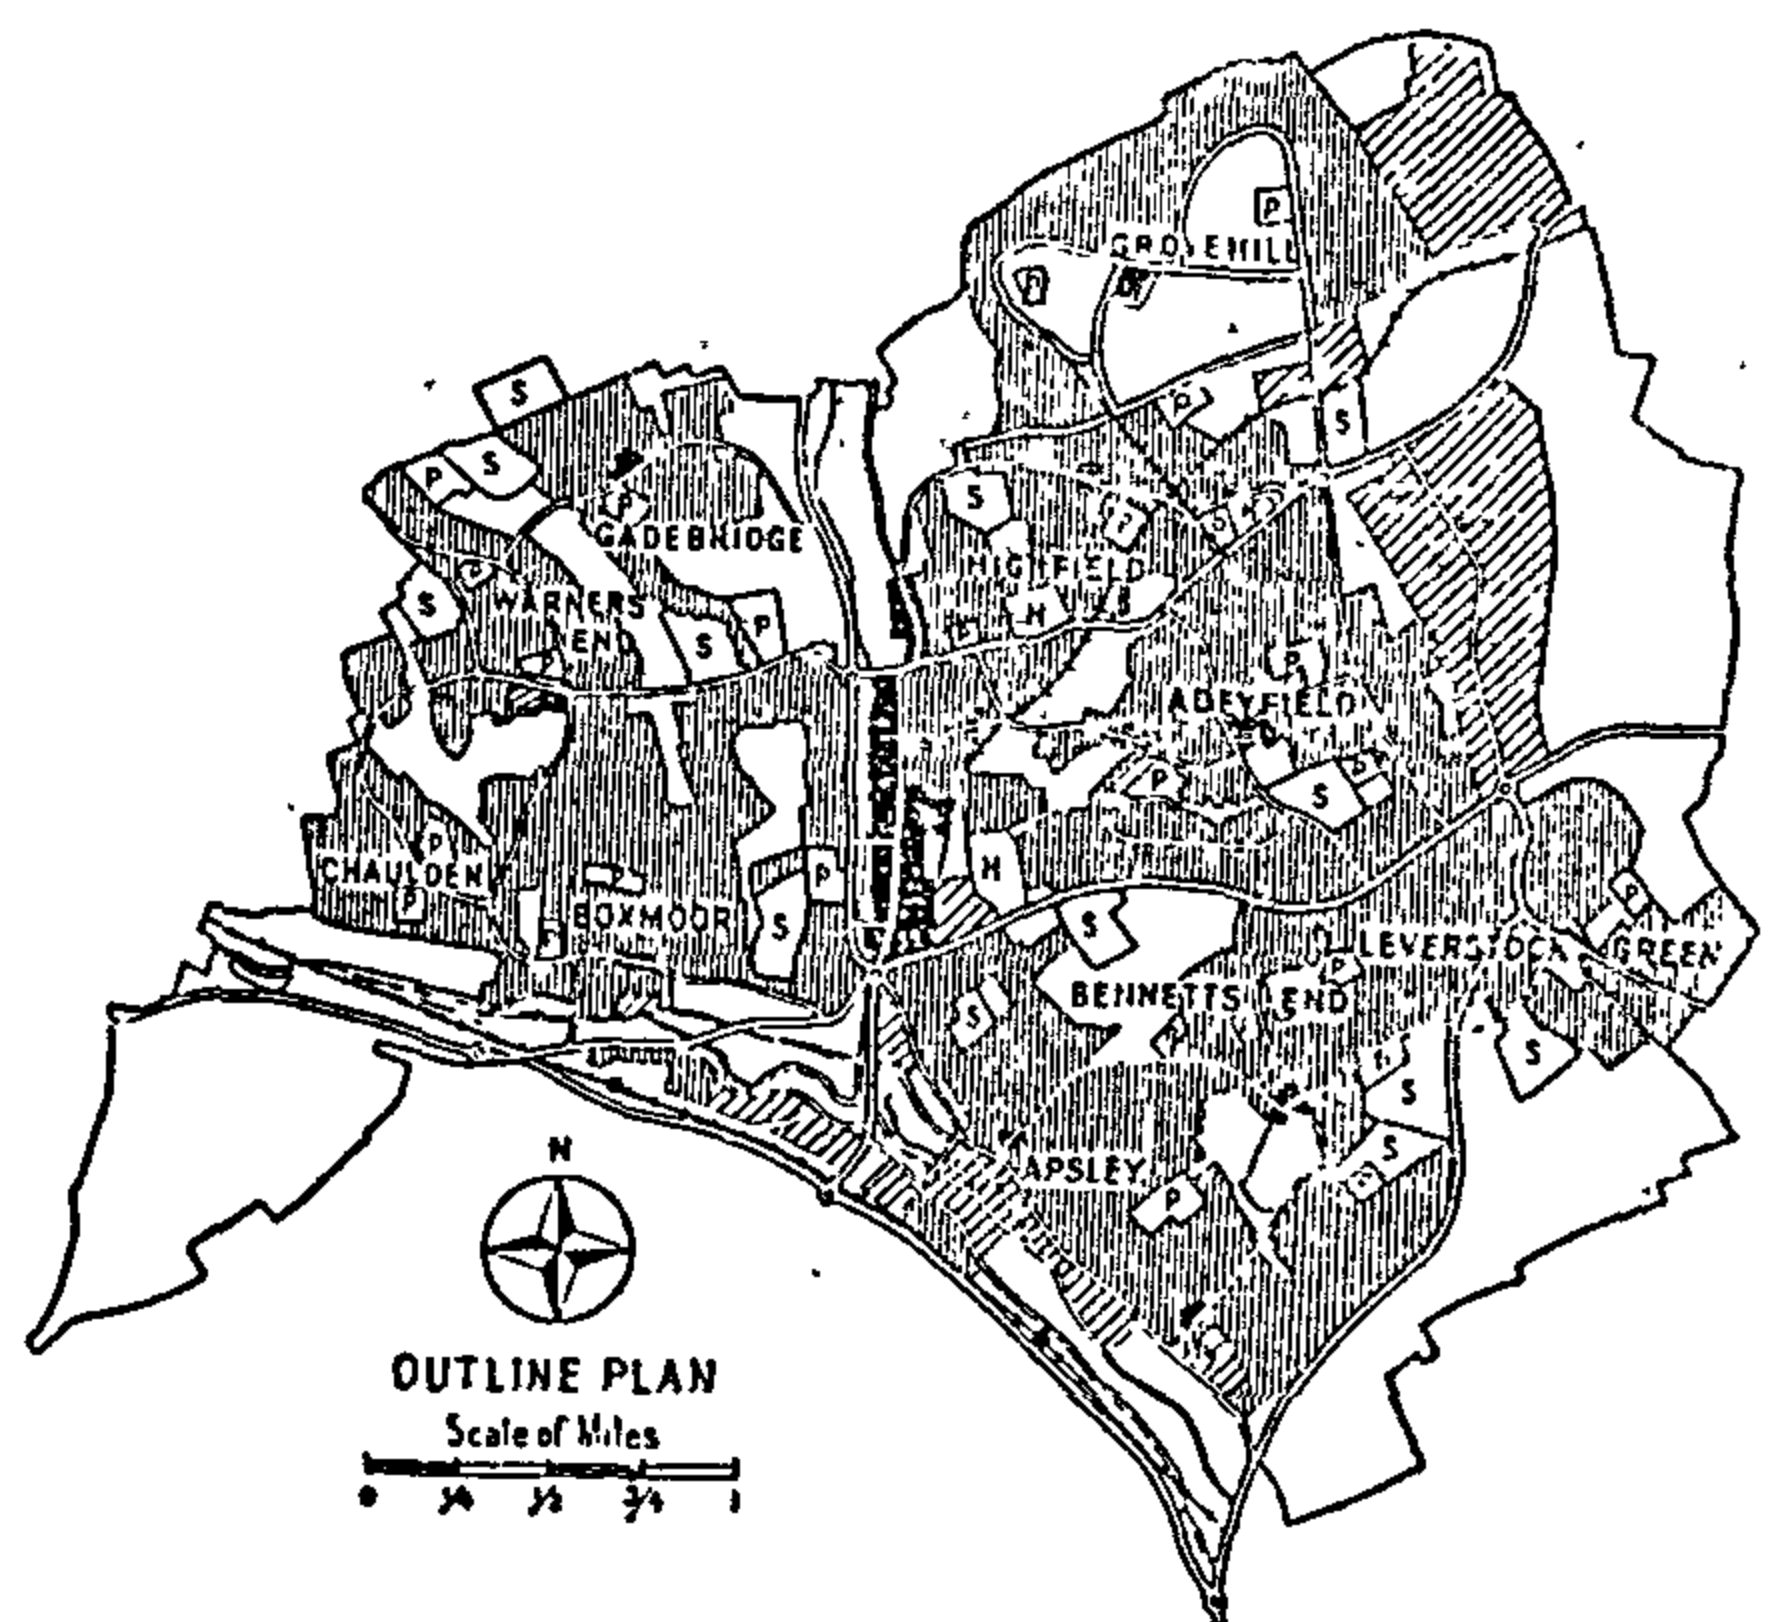 P
GROVEHILL
P
S
P
S
S
P
S
P
P
GADEBRIDGE
HIGHFIELD
S
WARNERS
END
H
S
P
P
ADEYFIELD
P
S
P
CHAULDEN
P
H
P
BOXMOOR
S
S
P
LEVERSTOCK GREEN
P
BENNETTS END
S
S
S
S
APSLEY
P
N
OUTLINE PLAN
Scale of Miles
0 1/4 1/2 3/4 1